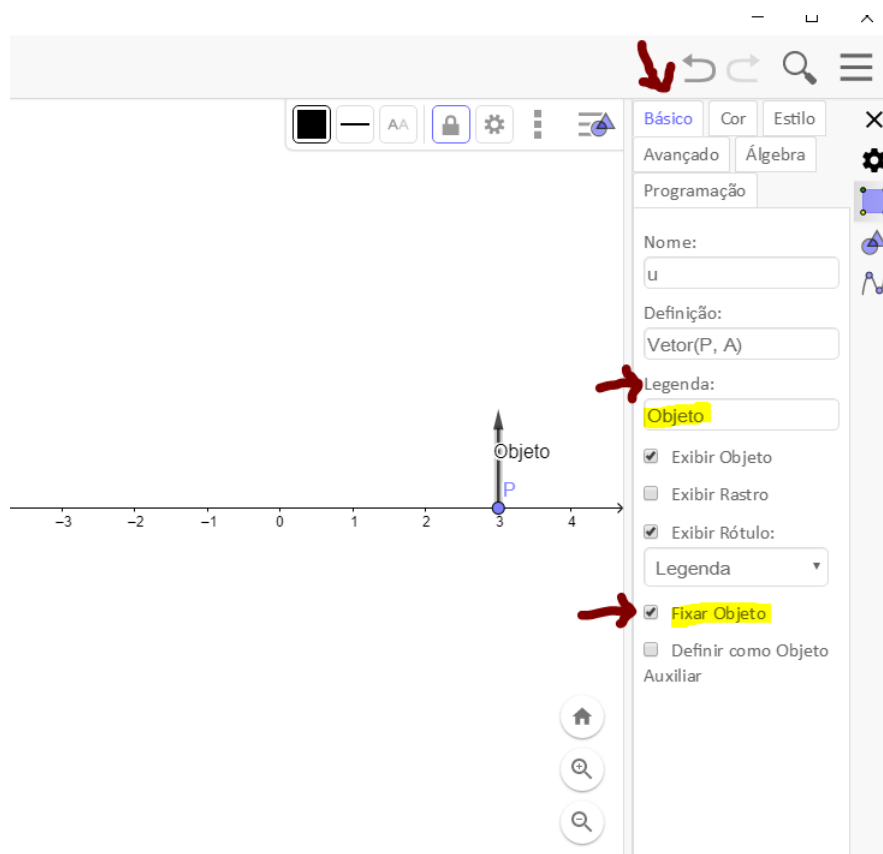 AA
Básico Cor Estilo
Avançado Álgebra
Programação
Nome:
u
Definição:
Vetor(P, A)
Legenda:
Objeto
Exibir Objeto
Exibir Rastro
Exibir Rótulo:
Legenda
Fixar Objeto
Definir como Objeto
Auxiliar
Objeto
P
−3 −2 −1 0 1 2 3 4